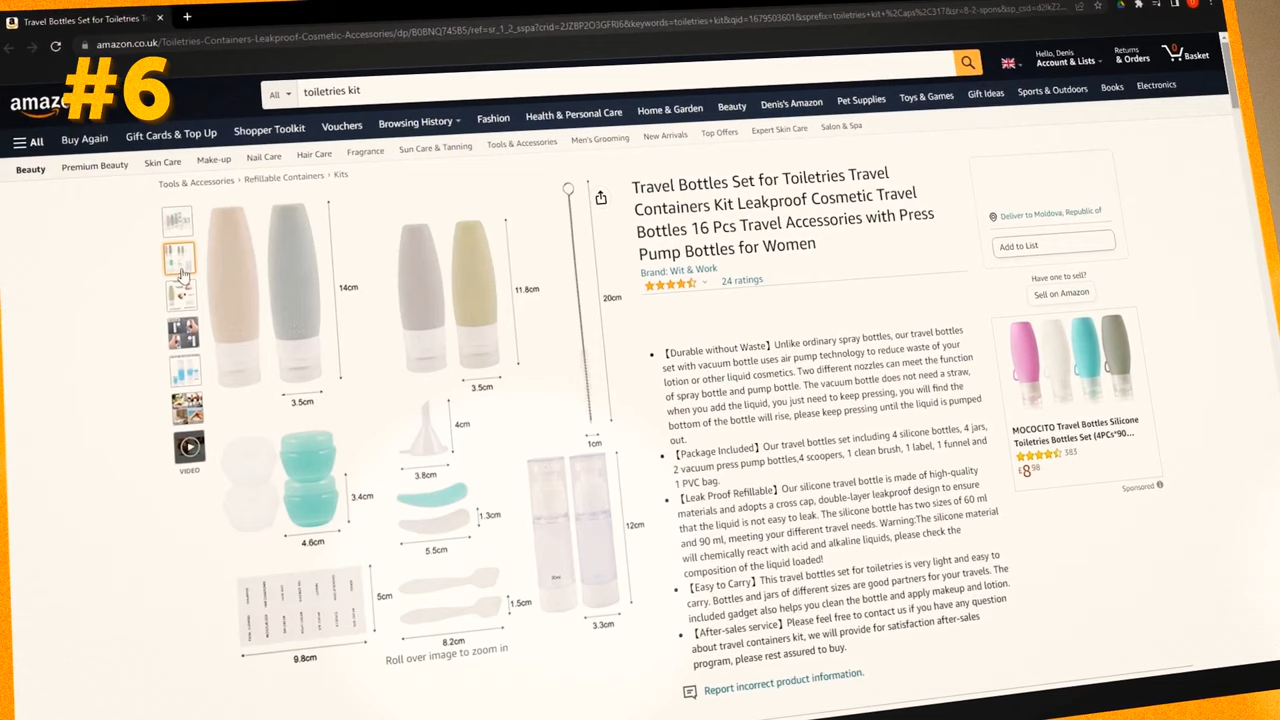 Travel Bottles Set for Toiletries T
#6
amazon.co.uk/Toiletries-Containers-Leakproof-Cosmetic-Accessories/dp/B0BNQ745B5/ref=sr_1_2_sspa?crid=2JZBP2O3GFRJ6&keywords=toiletries+kit&qid=1679503601&sprefix=toiletries+kit+%2Caps%2C317&sr=8-2-spons&sp_csd=d2lkZ2...
amaz
All
toiletries kit
Hello, Denis
Account & Lists
Returns
& Orders
0
Basket
All
Buy Again
Gift Cards & Top Up
Shopper Toolkit
Vouchers
Browsing History
Fashion
Health & Personal Care
Home & Garden
Beauty
Denis's Amazon
Pet Supplies
Toys & Games
Gift Ideas
Sports & Outdoors
Books
Electronics
Beauty
Premium Beauty
Skin Care
Make-up
Nail Care
Hair Care
Fragrance
Sun Care & Tanning
Tools & Accessories
Men's Grooming
New Arrivals
Top Offers
Expert Skin Care
Salon & Spa
Tools & Accessories › Refillable Containers › Kits
14cm
3.5cm
11.8cm
3.5cm
20cm
1cm
4cm
3.8cm
3.4cm
4.6cm
1.3cm
5.5cm
12cm
3.3cm
5cm
9.8cm
1.5cm
8.2cm
VIDEO
Roll over image to zoom in
Travel Bottles Set for Toiletries Travel
Containers Kit Leakproof Cosmetic Travel
Bottles 16 Pcs Travel Accessories with Press
Pump Bottles for Women
Brand: Wit & Work
24 ratings
【Durable without Waste】Unlike ordinary spray bottles, our travel bottles
set with vacuum bottle uses air pump technology to reduce waste of your
lotion or other liquid cosmetics. Two different nozzles can meet the function
of spray bottle and pump bottle. The vacuum bottle does not need a straw,
when you add the liquid, you just need to keep pressing, you will find the
bottom of the bottle will rise, please keep pressing until the liquid is pumped
out.
【Package Included】Our travel bottles set including 4 silicone bottles, 4 jars,
2 vacuum press pump bottles,4 scoopers, 1 clean brush, 1 label, 1 funnel and
1 PVC bag.
【Leak Proof Refillable】Our silicone travel bottle is made of high-quality
materials and adopts a cross cap, double-layer leakproof design to ensure
that the liquid is not easy to leak. The silicone bottle has two sizes of 60 ml
and 90 ml, meeting your different travel needs. Warning:The silicone material
will chemically react with acid and alkaline liquids, please check the
composition of the liquid loaded!
【Easy to Carry】This travel bottles set for toiletries is very light and easy to
carry. Bottles and jars of different sizes are good partners for your travels. The
included gadget also helps you clean the bottle and apply makeup and lotion.
【After-sales service】Please feel free to contact us if you have any question
about travel containers kit, we will provide for satisfaction after-sales
program, please rest assured to buy.
Report incorrect product information.
Deliver to Moldova, Republic of
Add to List
Have one to sell?
Sell on Amazon
MOCOCITO Travel Bottles Silicone
Toiletries Bottles Set (4PCs*90...
383
£8.98
Sponsored